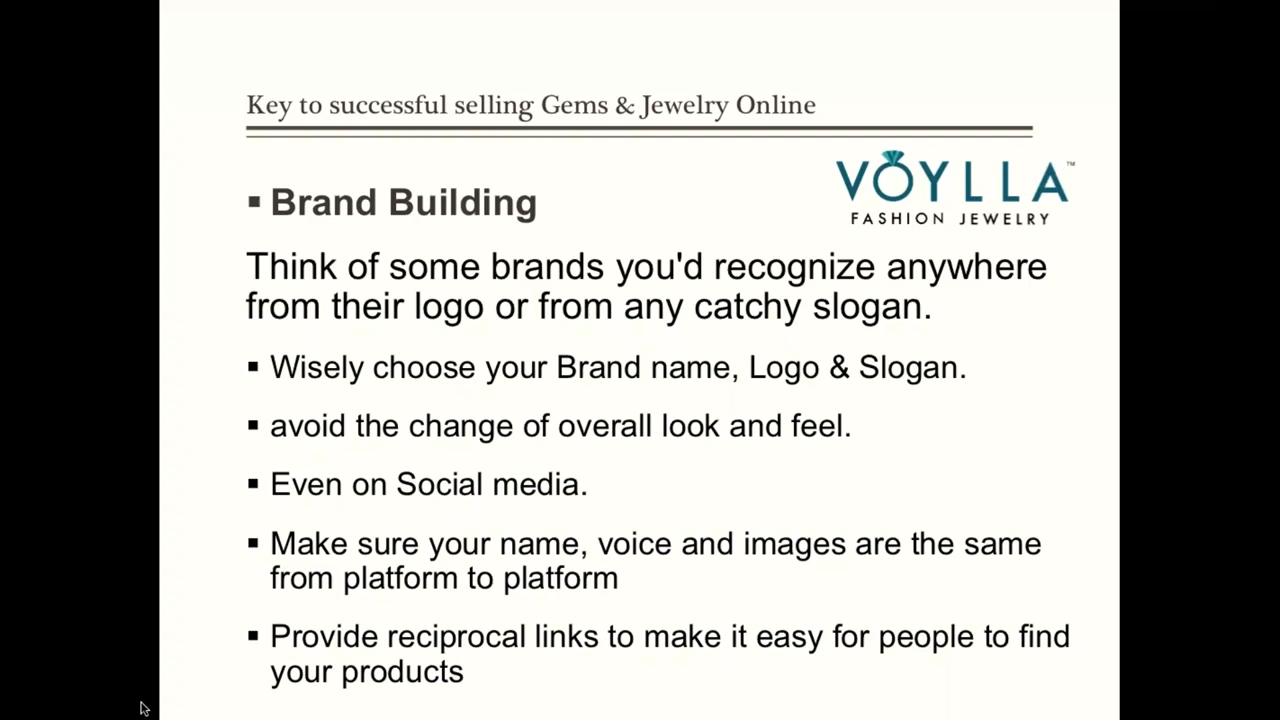 Key to successful selling Gems & Jewelry Online
VOYLLA™
FASHION JEWELRY
▪ Brand Building
Think of some brands you'd recognize anywhere
from their logo or from any catchy slogan.
▪ Wisely choose your Brand name, Logo & Slogan.
▪ avoid the change of overall look and feel.
▪ Even on Social media.
▪ Make sure your name, voice and images are the same
from platform to platform
▪ Provide reciprocal links to make it easy for people to find
your products